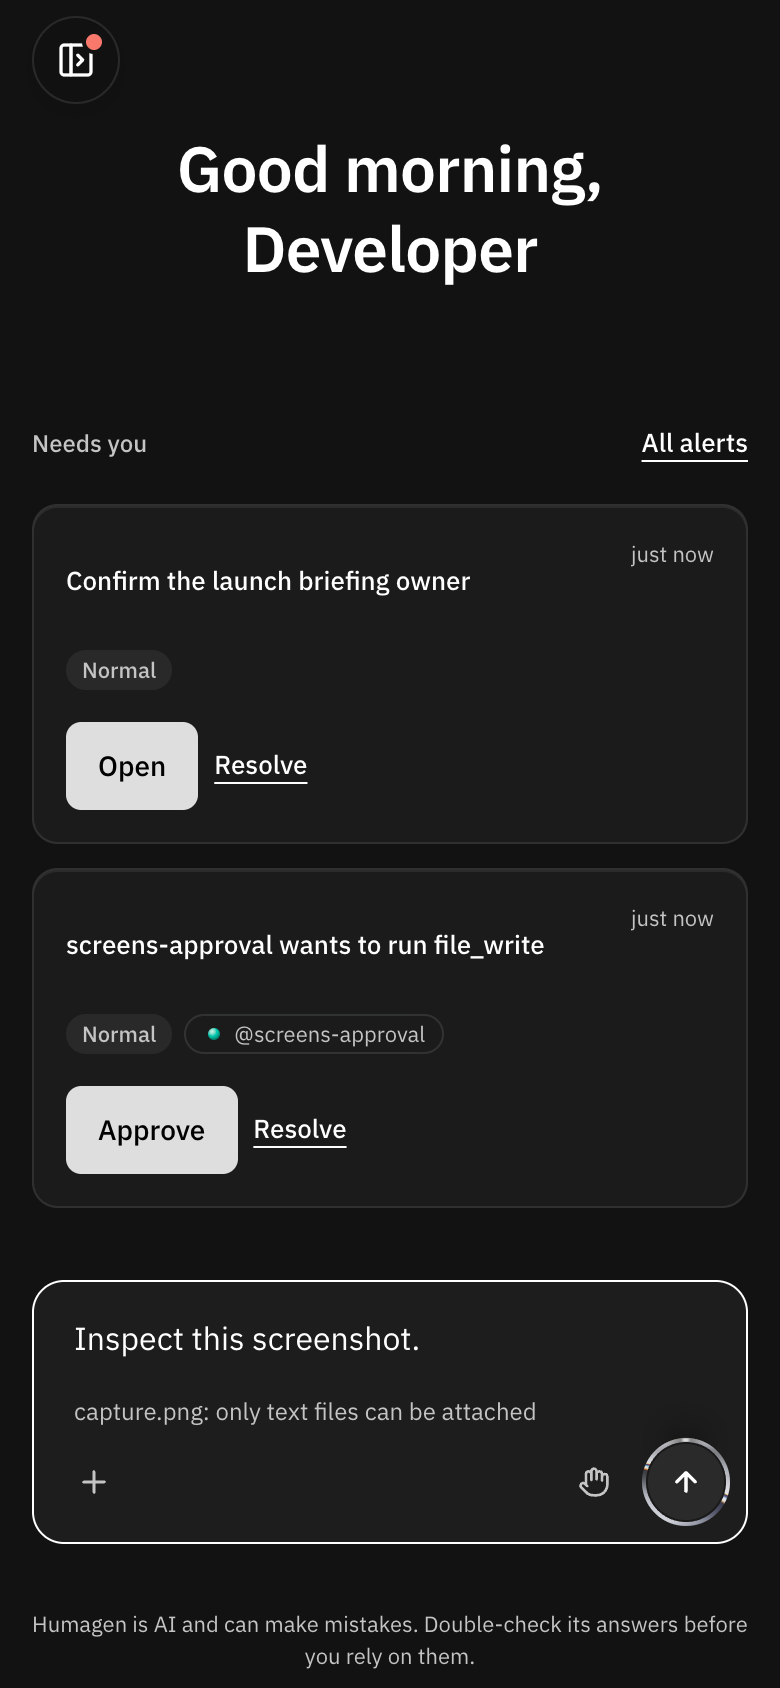 Good morning,
Developer
Needs you
All alerts
just now
Confirm the launch briefing owner
Normal
Open
Resolve
just now
screens-approval wants to run file_write
Normal
@screens-approval
Approve
Resolve
Inspect this screenshot.
capture.png: only text files can be attached
Humagen is AI and can make mistakes. Double-check its answers before
you rely on them.